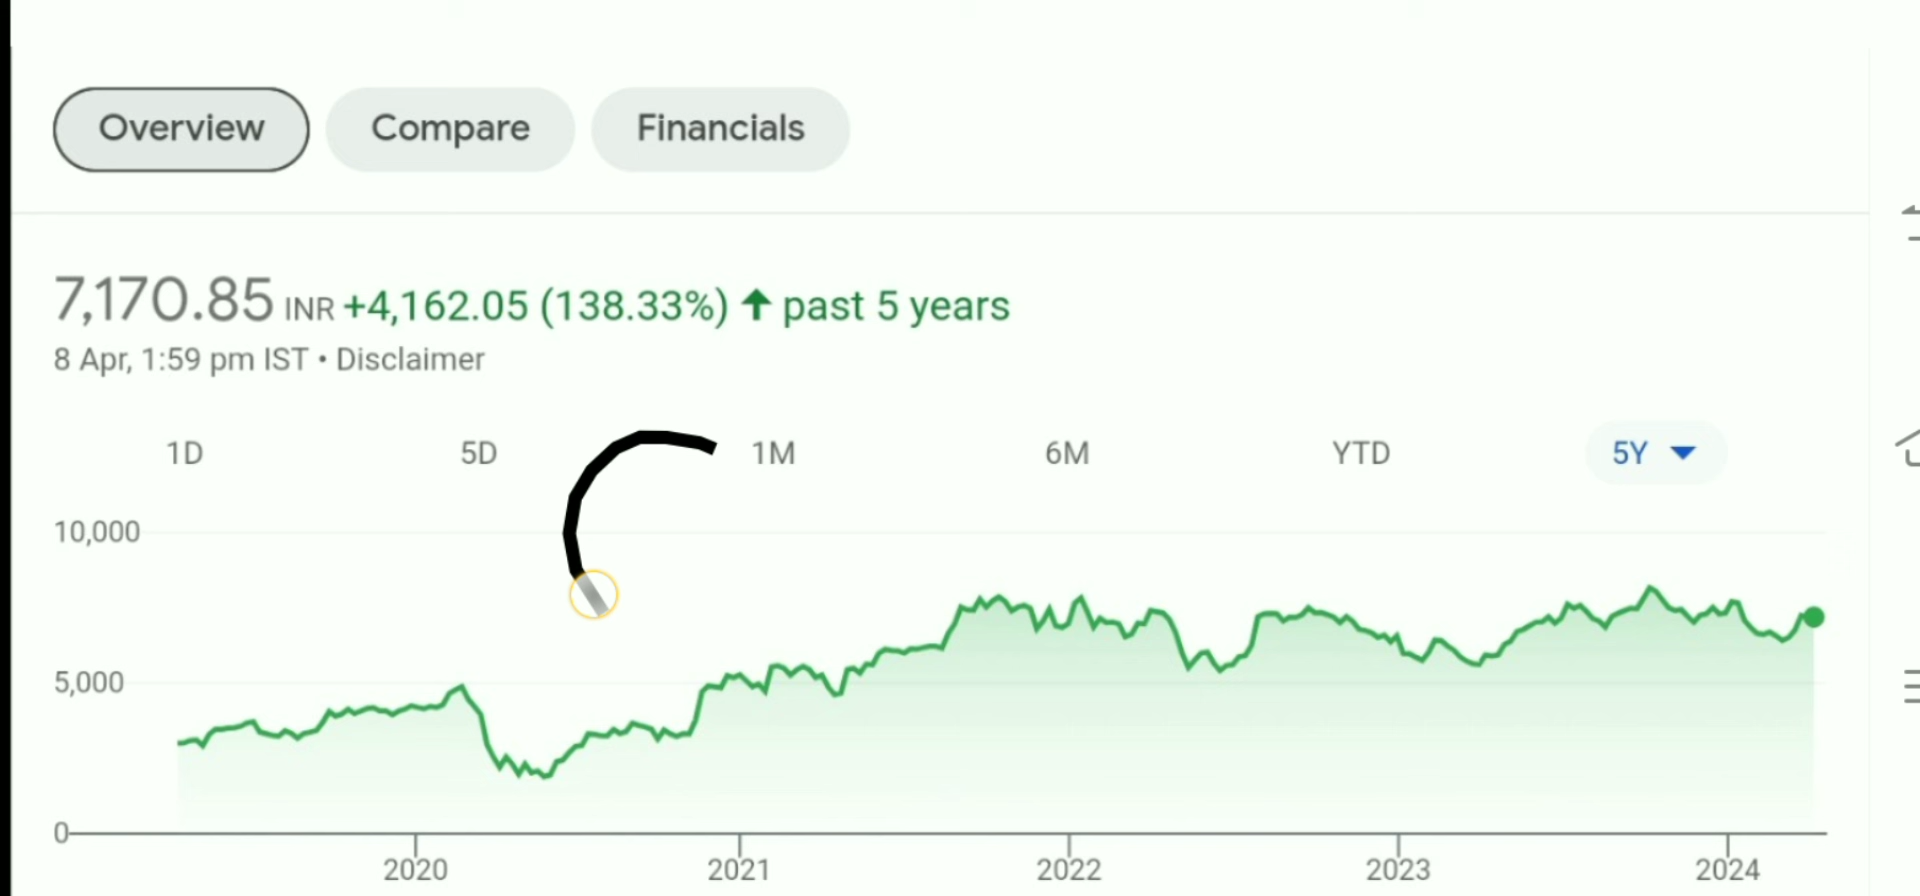 Overview Compare Financials
7,170.85 INR +4,162.05 (138.33%) ↑ past 5 years
8 Apr, 1:59 pm IST • Disclaimer
1D 5D 1M 6M YTD 5Y
10,000
5,000
0
2020 2021 2022 2023 2024